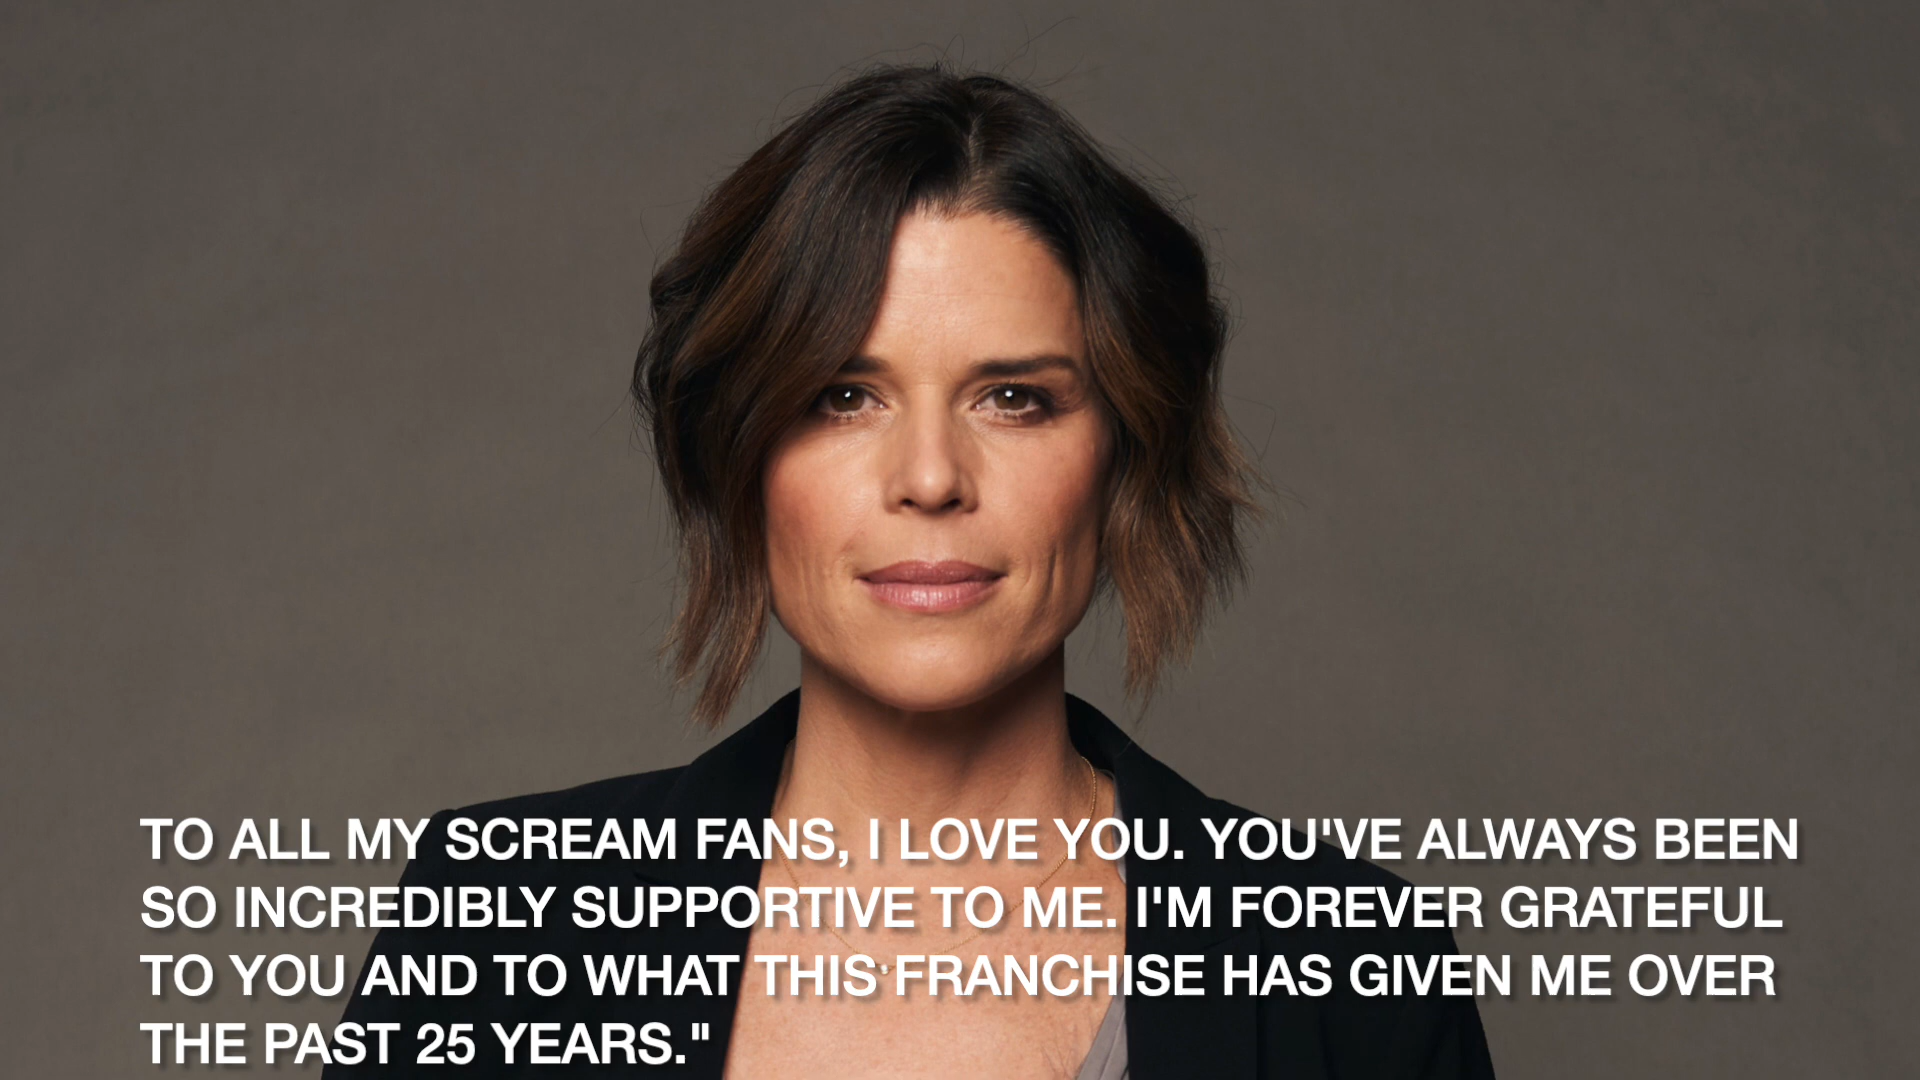 TO ALL MY SCREAM FANS, I LOVE YOU. YOU'VE ALWAYS BEEN
SO INCREDIBLY SUPPORTIVE TO ME. I'M FOREVER GRATEFUL
TO YOU AND TO WHAT THIS FRANCHISE HAS GIVEN ME OVER
THE PAST 25 YEARS."